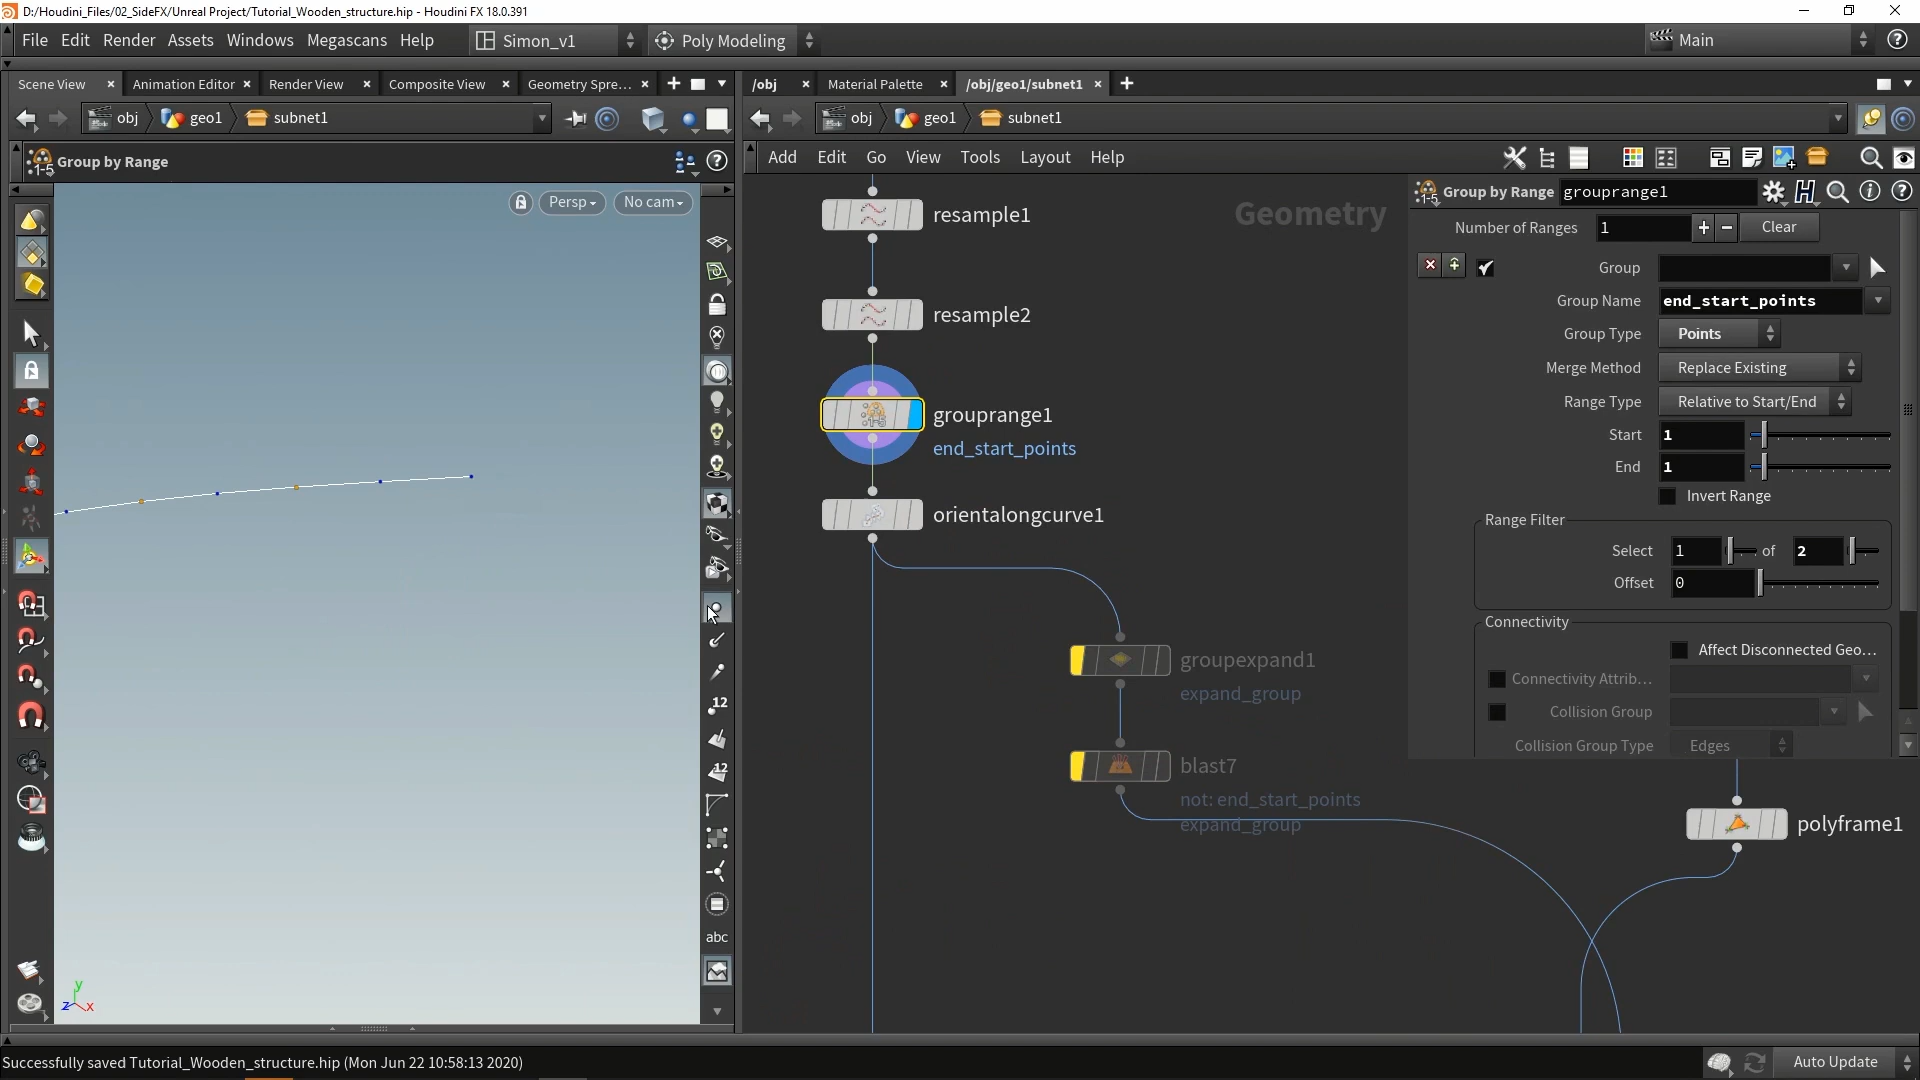 D:/Houdini_Files/02_SideFX/Unreal Project/Tutorial_Wooden_structure.hip - Houdini FX 18.0.391
File Edit Render Assets Windows Megascans Help Simon_v1 Poly Modeling Main
Scene View Animation Editor Render View Composite View Geometry Spre... /obj Material Palette /obj/geo1/subnet1
obj geo1 subnet1 obj geo1 subnet1
Group by Range
Add Edit Go View Tools Layout Help
Persp No cam
Group by Range grouprange1
Number of Ranges 1 Clear
Group
Group Name end_start_points
Group Type Points
Merge Method Replace Existing
Range Type Relative to Start/End
Start 1
End 1
Invert Range
Range Filter
Select 1 of 2
Offset 0
Connectivity
Affect Disconnected Geo...
Connectivity Attrib...
Collision Group
Collision Group Type Edges
Geometry
resample1
resample2
grouprange1
end_start_points
orientalongcurve1
groupexpand1
expand_group
blast7
not: end_start_points
expand_group
polyframe1
12
12
abc
y
z x
Successfully saved Tutorial_Wooden_structure.hip (Mon Jun 22 10:58:13 2020)
Auto Update